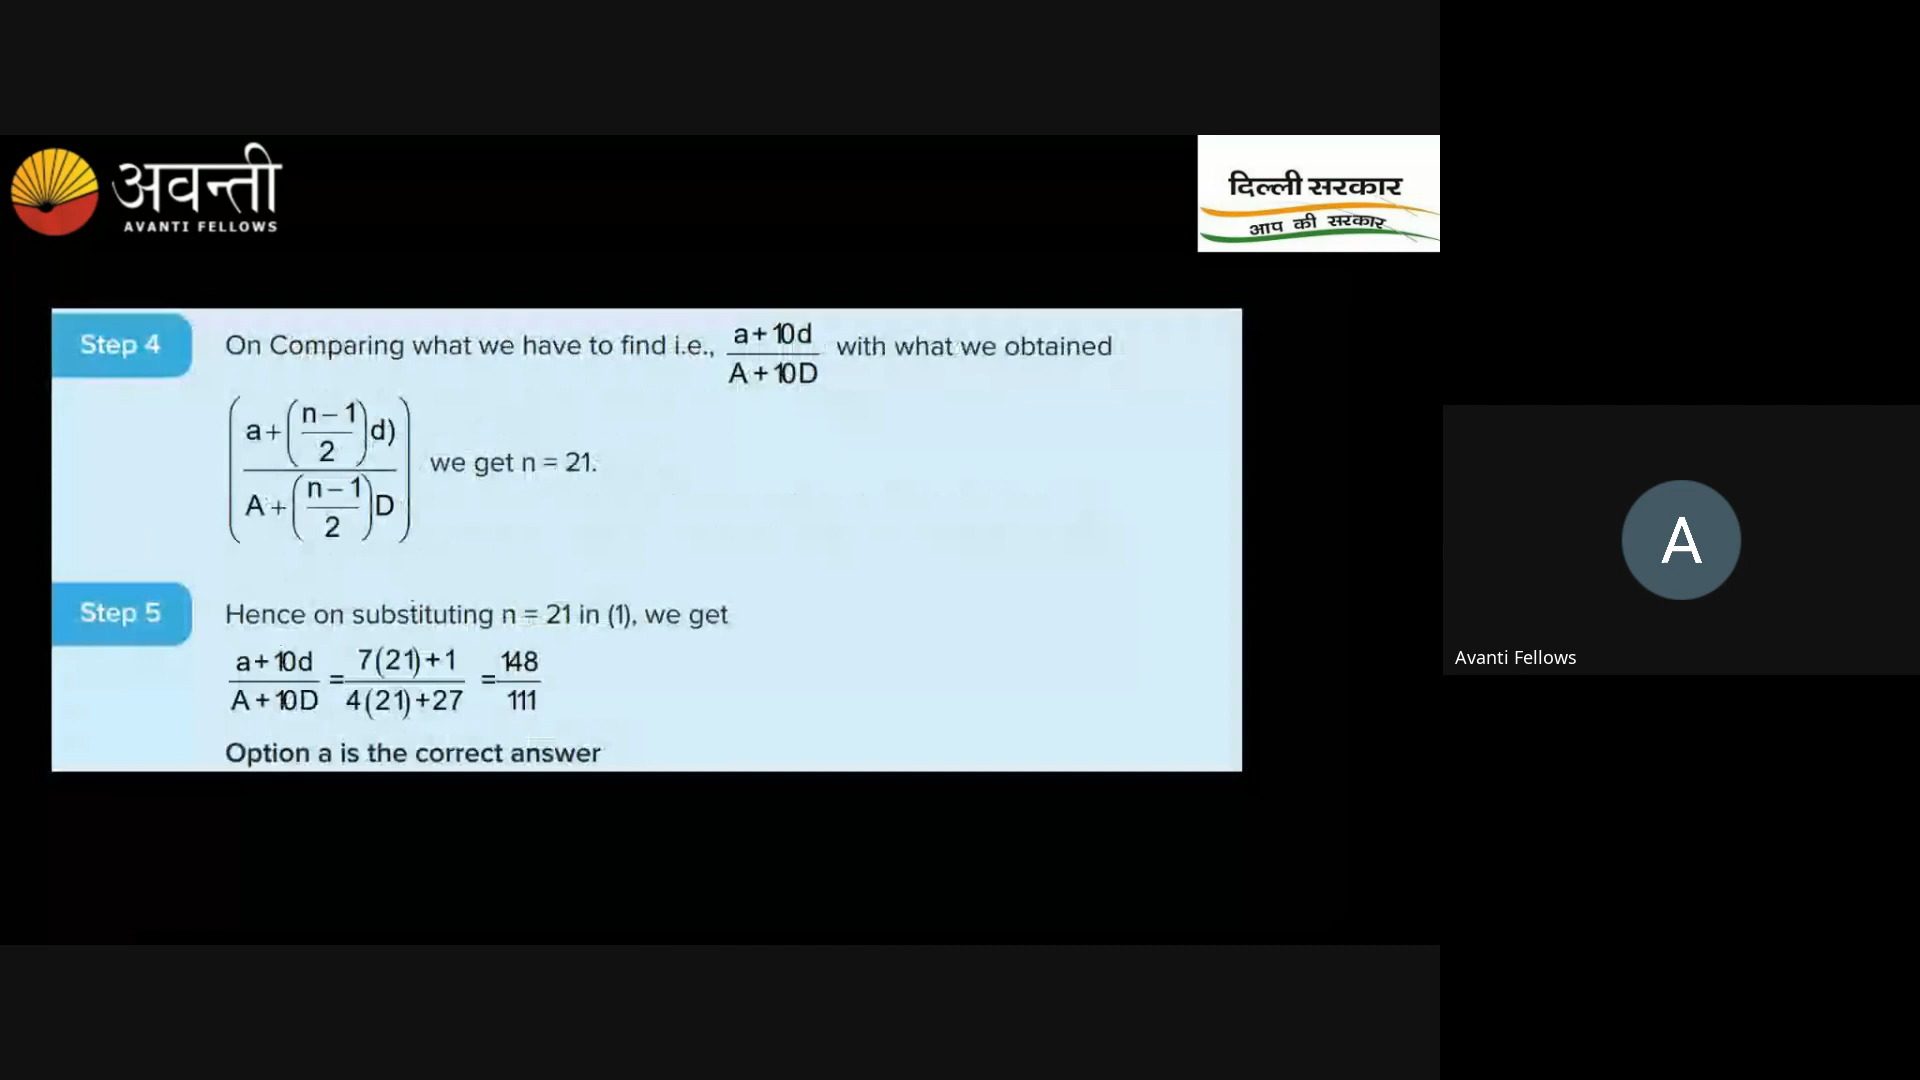 अवन्ती
AVANTI FELLOWS
दिल्ली सरकार
आप की सरकार
Step 4
On Comparing what we have to find i.e., (a+10d)/(A+10D) with what we obtained
((a+((n-1)/2)d))/(A+((n-1)/2)D)) we get n = 21.
Step 5
Hence on substituting n = 21 in (1), we get
(a+10d)/(A+10D) = (7(21)+1)/(4(21)+27) = 148/111
Option a is the correct answer
A
Avanti Fellows